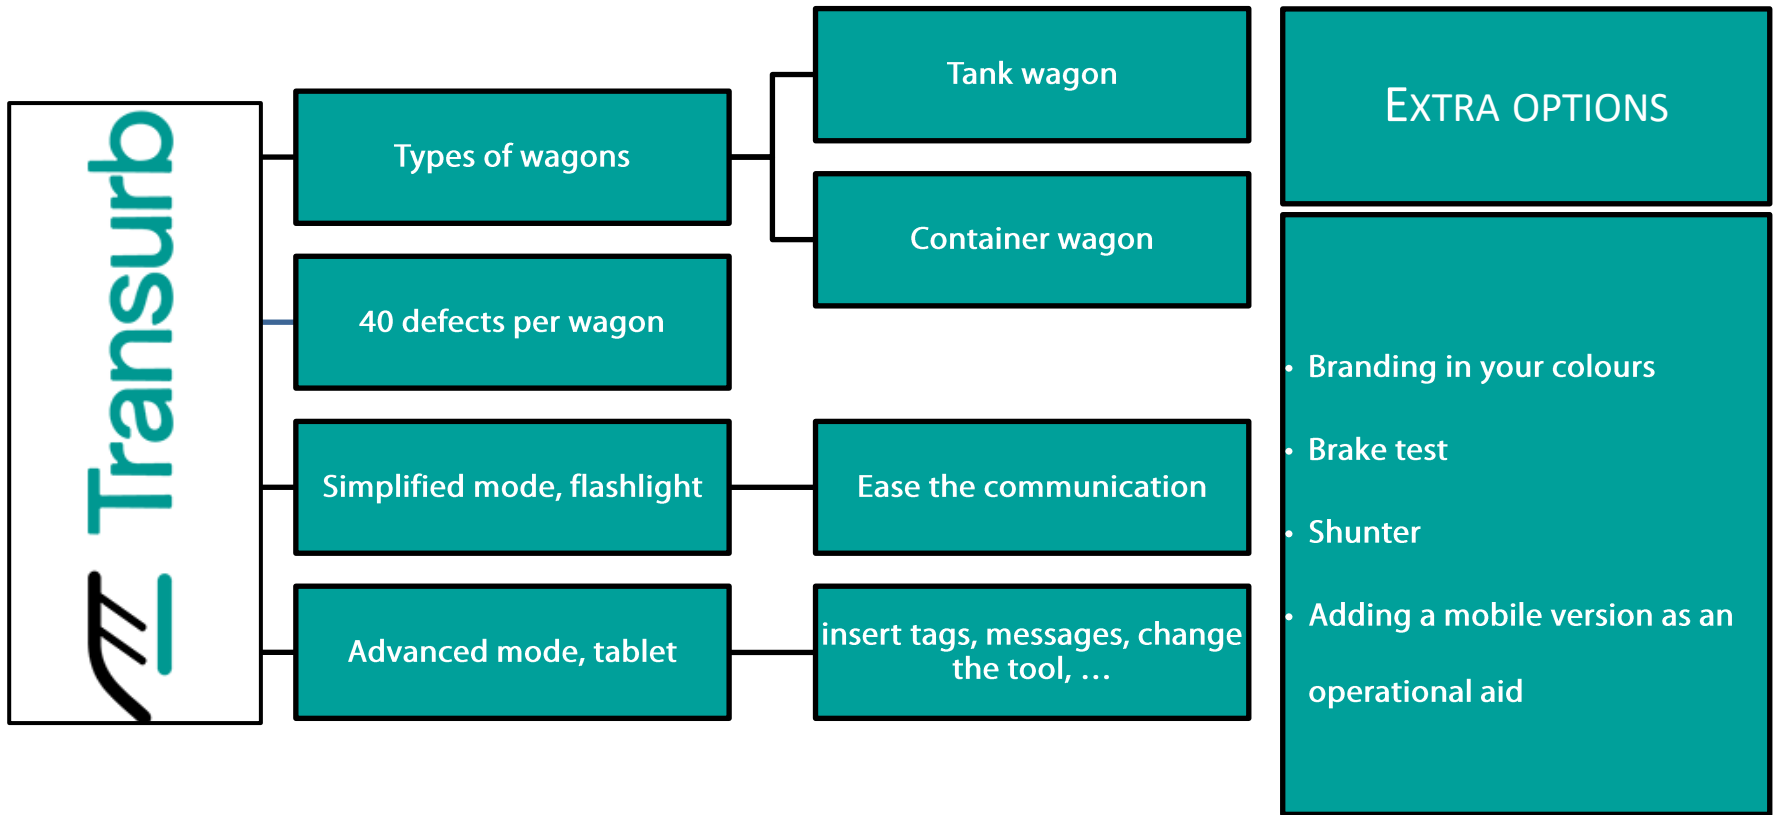 Transurb
Types of wagons
Tank wagon
Container wagon
40 defects per wagon
Simplified mode, flashlight
Ease the communication
Advanced mode, tablet
insert tags, messages, change
the tool, …
EXTRA OPTIONS
• Branding in your colours
• Brake test
• Shunter
• Adding a mobile version as an
operational aid